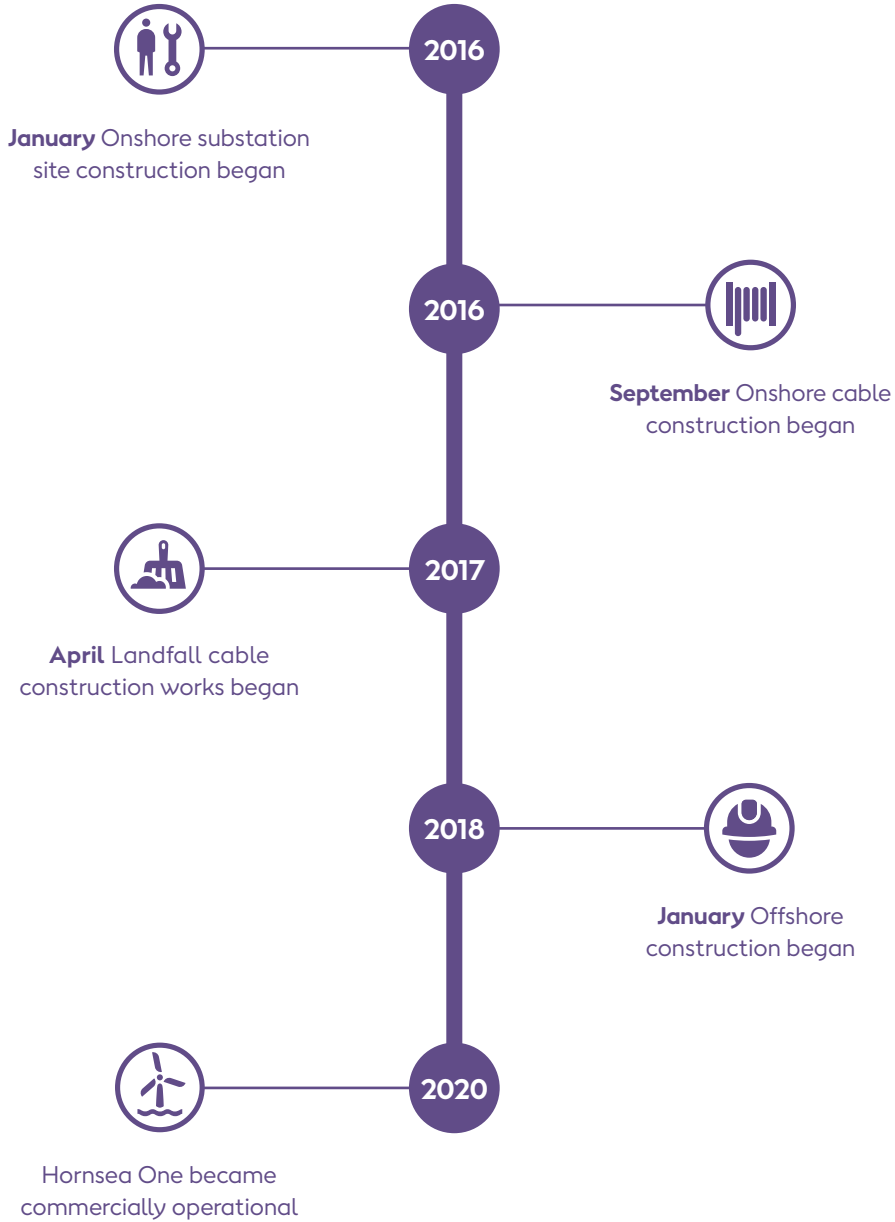 2016
January Onshore substation
site construction began
2016
September Onshore cable
construction began
2017
April Landfall cable
construction works began
2018
January Offshore
construction began
2020
Hornsea One became
commercially operational